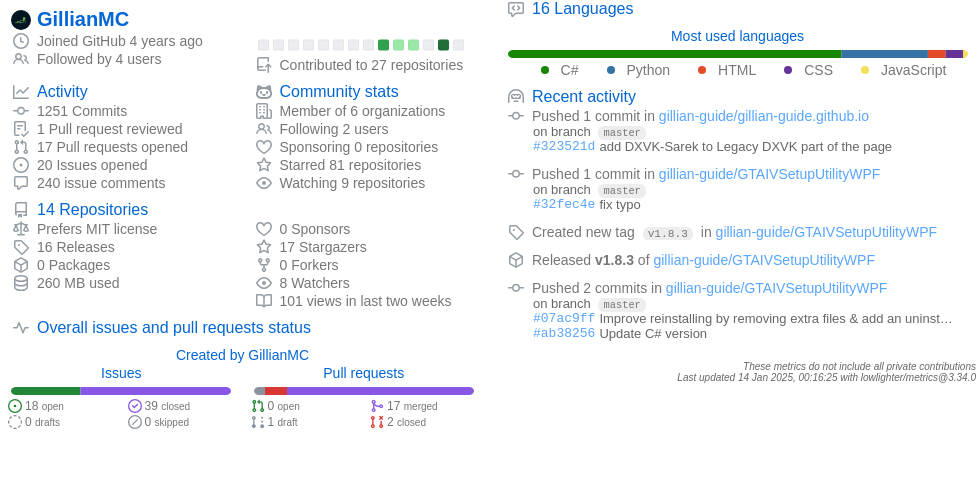 GillianMC
Joined GitHub 4 years ago
Followed by 4 users
Contributed to 27 repositories
Activity
1251 Commits
1 Pull request reviewed
17 Pull requests opened
20 Issues opened
240 issue comments
Community stats
Member of 6 organizations
Following 2 users
Sponsoring 0 repositories
Starred 81 repositories
Watching 9 repositories
14 Repositories
Prefers MIT license
16 Releases
0 Packages
260 MB used
0 Sponsors
17 Stargazers
0 Forkers
8 Watchers
101 views in last two weeks
Overall issues and pull requests status
Created by GillianMC
Issues
18 open
39 closed
0 drafts
0 skipped
Pull requests
0 open
17 merged
1 draft
2 closed
16 Languages
Most used languages
C# Python HTML CSS JavaScript
Recent activity
Pushed 1 commit in gillian-guide/gillian-guide.github.io
on branch master
#323521d add DXVK-Sarek to Legacy DXVK part of the page
Pushed 1 commit in gillian-guide/GTAIVSetupUtilityWPF
on branch master
#32fec4e fix typo
Created new tag v1.8.3 in gillian-guide/GTAIVSetupUtilityWPF
Released v1.8.3 of gillian-guide/GTAIVSetupUtilityWPF
Pushed 2 commits in gillian-guide/GTAIVSetupUtilityWPF
on branch master
#07ac9ff Improve reinstalling by removing extra files & add an uninst…
#ab38256 Update C# version
These metrics do not include all private contributions
Last updated 14 Jan 2025, 00:16:25 with lowlighter/metrics@3.34.0